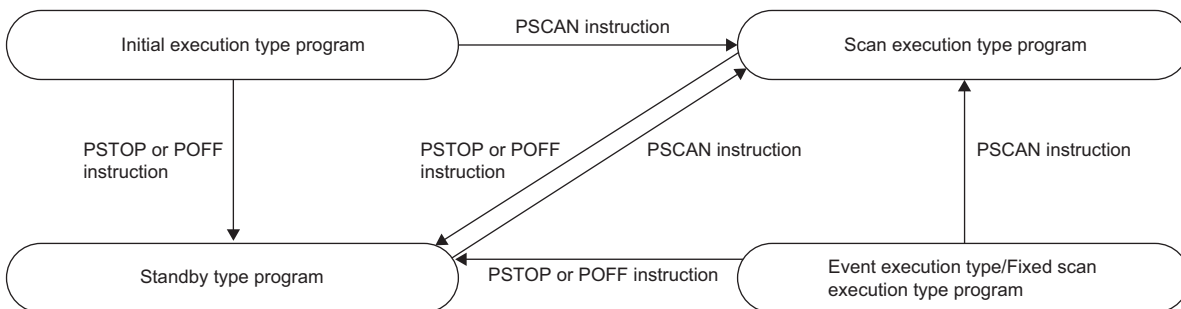 Initial execution type program
PSCAN instruction
Scan execution type program
PSTOP or POFF
instruction
PSTOP or POFF
instruction
PSCAN instruction
PSCAN instruction
Standby type program
PSTOP or POFF instruction
Event execution type/Fixed scan
execution type program